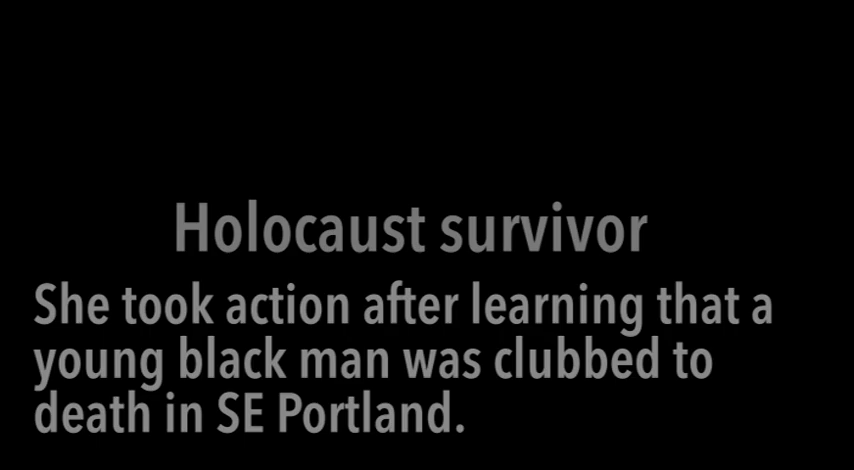 Holocaust survivor
She took action after learning that a
young black man was clubbed to
death in SE Portland.